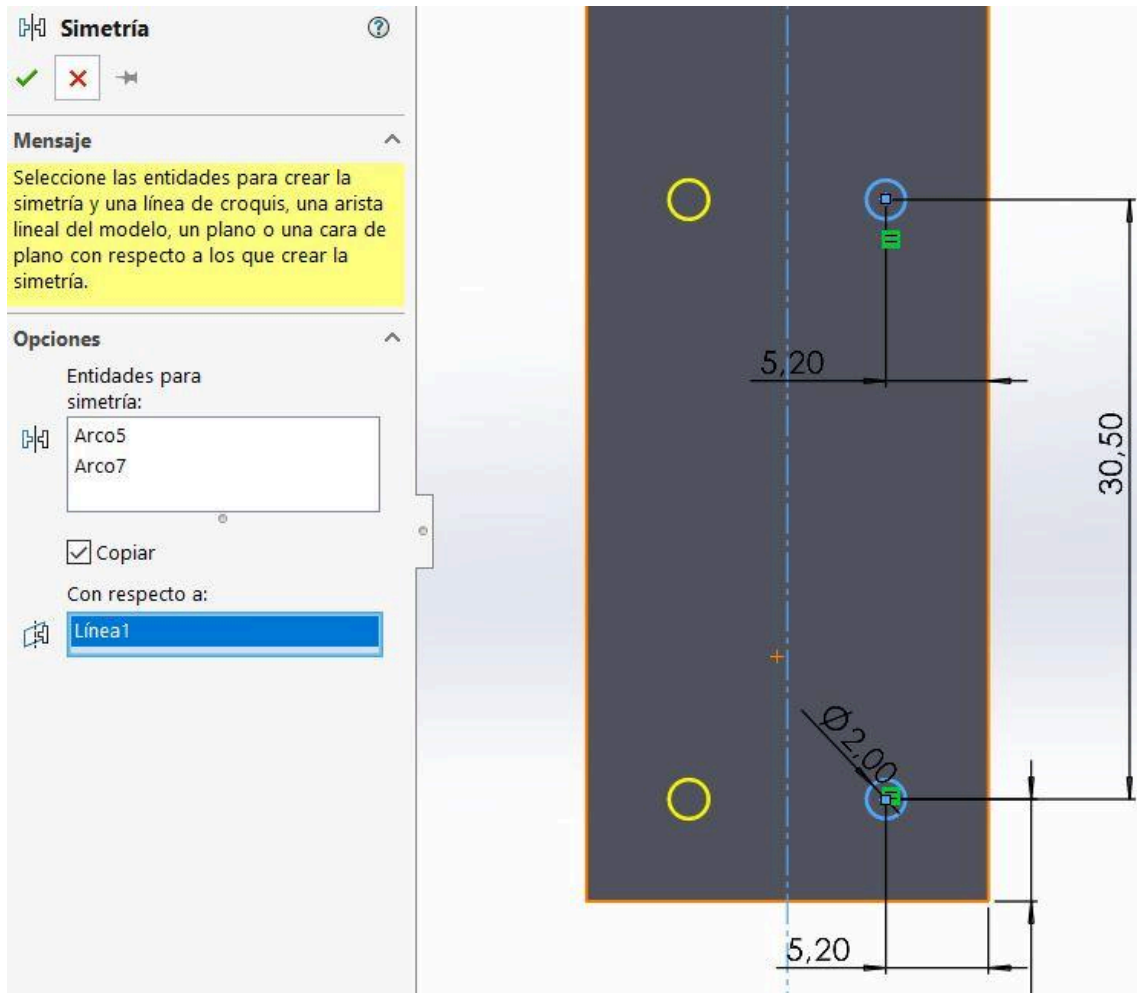 Simetría
Mensaje
Seleccione las entidades para crear la
simetría y una línea de croquis, una arista
lineal del modelo, un plano o una cara de
plano con respecto a los que crear la
simetría.
Opciones
Entidades para
simetría:
Arco5
Arco7
Copiar
Con respecto a:
Línea1
5,20
30,50
Ø2,00
5,20